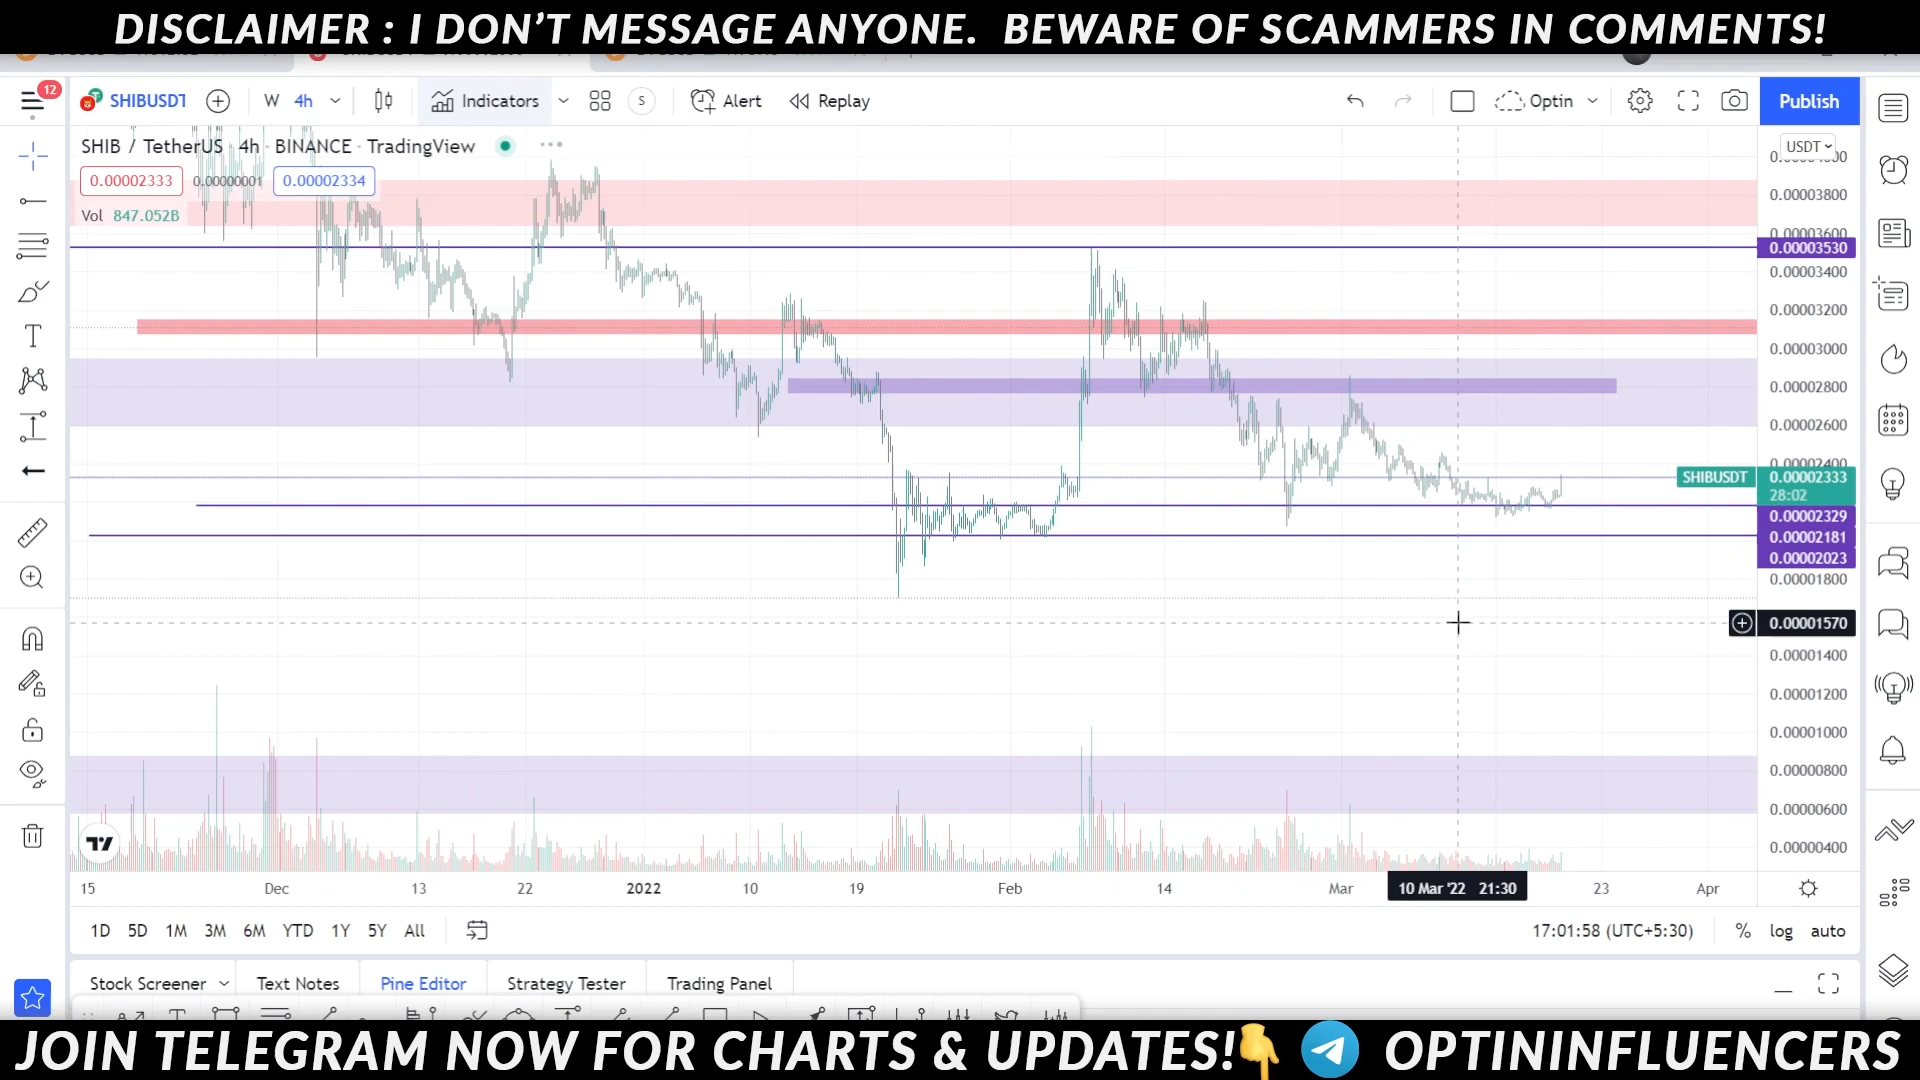 DISCLAIMER : I DON'T MESSAGE ANYONE. BEWARE OF SCAMMERS IN COMMENTS!
12 SHIBUSDT W 4h Indicators S Alert Replay Optin Publish
SHIB / TetherUS · 4h · BINANCE · TradingView
0.00002333 0.00000001 0.00002334
Vol 847.052B
USDT
0.00003800
0.00003600
0.00003530
0.00003400
0.00003200
0.00003000
0.00002800
0.00002600
0.00002400
SHIBUSDT 0.00002333
28:02
0.00002329
0.00002181
0.00002023
0.00001800
0.00001570
0.00001400
0.00001200
0.00001000
0.00000800
0.00000600
0.00000400
15 Dec 13 22 2022 10 19 Feb 14 Mar 10 Mar '22 21:30 23 Apr
1D 5D 1M 3M 6M YTD 1Y 5Y All 17:01:58 (UTC+5:30) % log auto
Stock Screener Text Notes Pine Editor Strategy Tester Trading Panel
JOIN TELEGRAM NOW FOR CHARTS & UPDATES!👇 OPTININFLUENCERS